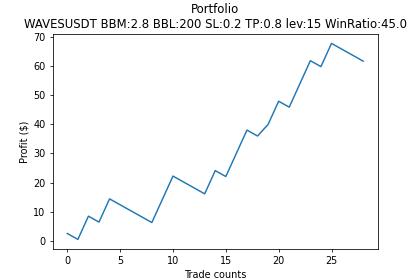 Portfolio
WAVESUSDT BBM:2.8 BBL:200 SL:0.2 TP:0.8 lev:15 WinRatio:45.0
70
60
50
40
30
20
10
0
Profit ($)
0 5 10 15 20 25
Trade counts